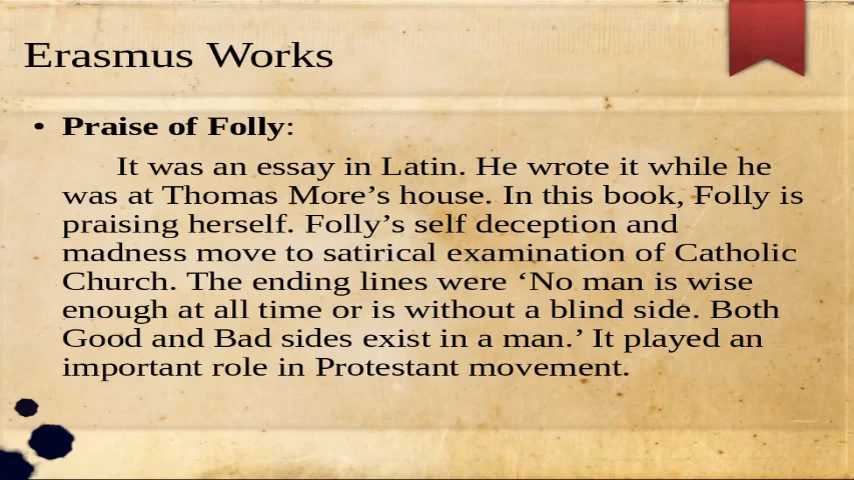 Erasmus Works
• Praise of Folly:
It was an essay in Latin. He wrote it while he
was at Thomas More’s house. In this book, Folly is
praising herself. Folly’s self deception and
madness move to satirical examination of Catholic
Church. The ending lines were ‘No man is wise
enough at all time or is without a blind side. Both
Good and Bad sides exist in a man.’ It played an
important role in Protestant movement.